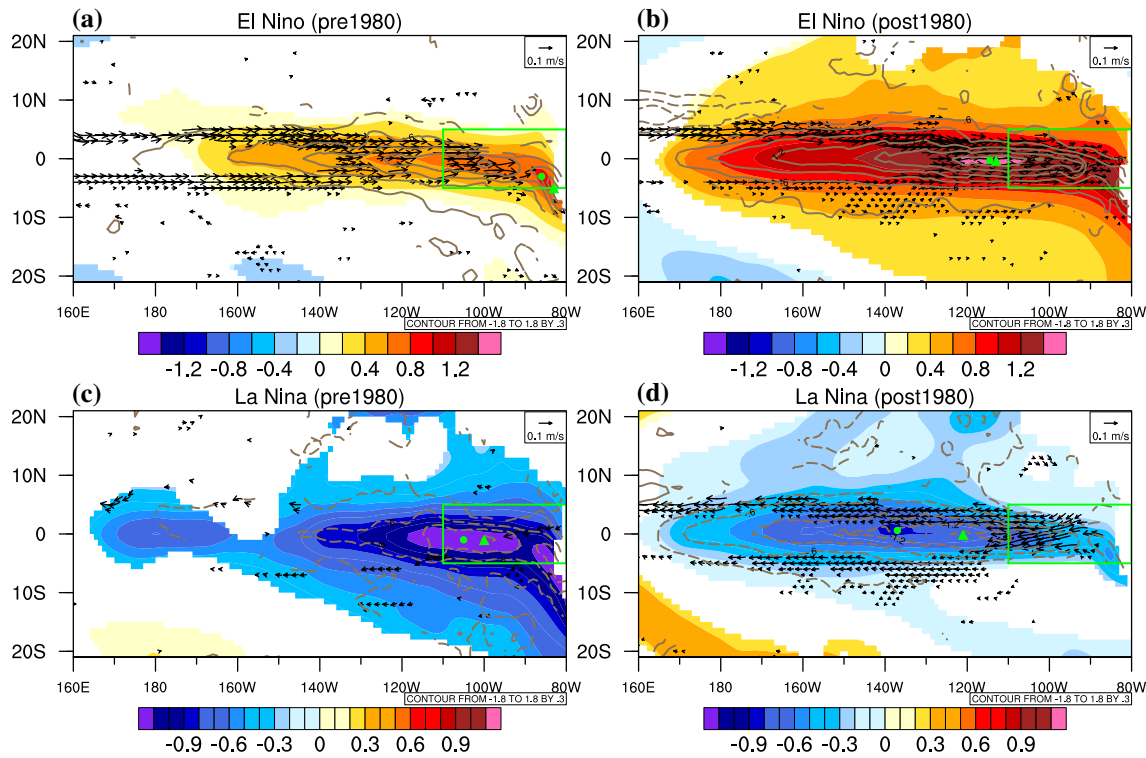 (a) El Nino (pre1980)
20N
10N
0
10S
20S
0.1 m/s
160E 180 160W 140W 120W 100W 80W
CONTOUR FROM -1.8 TO 1.8 BY .3
-1.2 -0.8 -0.4 0 0.4 0.8 1.2
(b) El Nino (post1980)
20N
10N
0
10S
20S
0.1 m/s
160E 180 160W 140W 120W 100W 80W
CONTOUR FROM -1.8 TO 1.8 BY .3
-1.2 -0.8 -0.4 0 0.4 0.8 1.2
(c) La Nina (pre1980)
20N
10N
0
10S
20S
0.1 m/s
160E 180 160W 140W 120W 100W 80W
CONTOUR FROM -1.8 TO 1.8 BY .3
-0.9 -0.6 -0.3 0 0.3 0.6 0.9
(d) La Nina (post1980)
20N
10N
0
10S
20S
0.1 m/s
160E 180 160W 140W 120W 100W 80W
CONTOUR FROM -1.8 TO 1.8 BY .3
-0.9 -0.6 -0.3 0 0.3 0.6 0.9